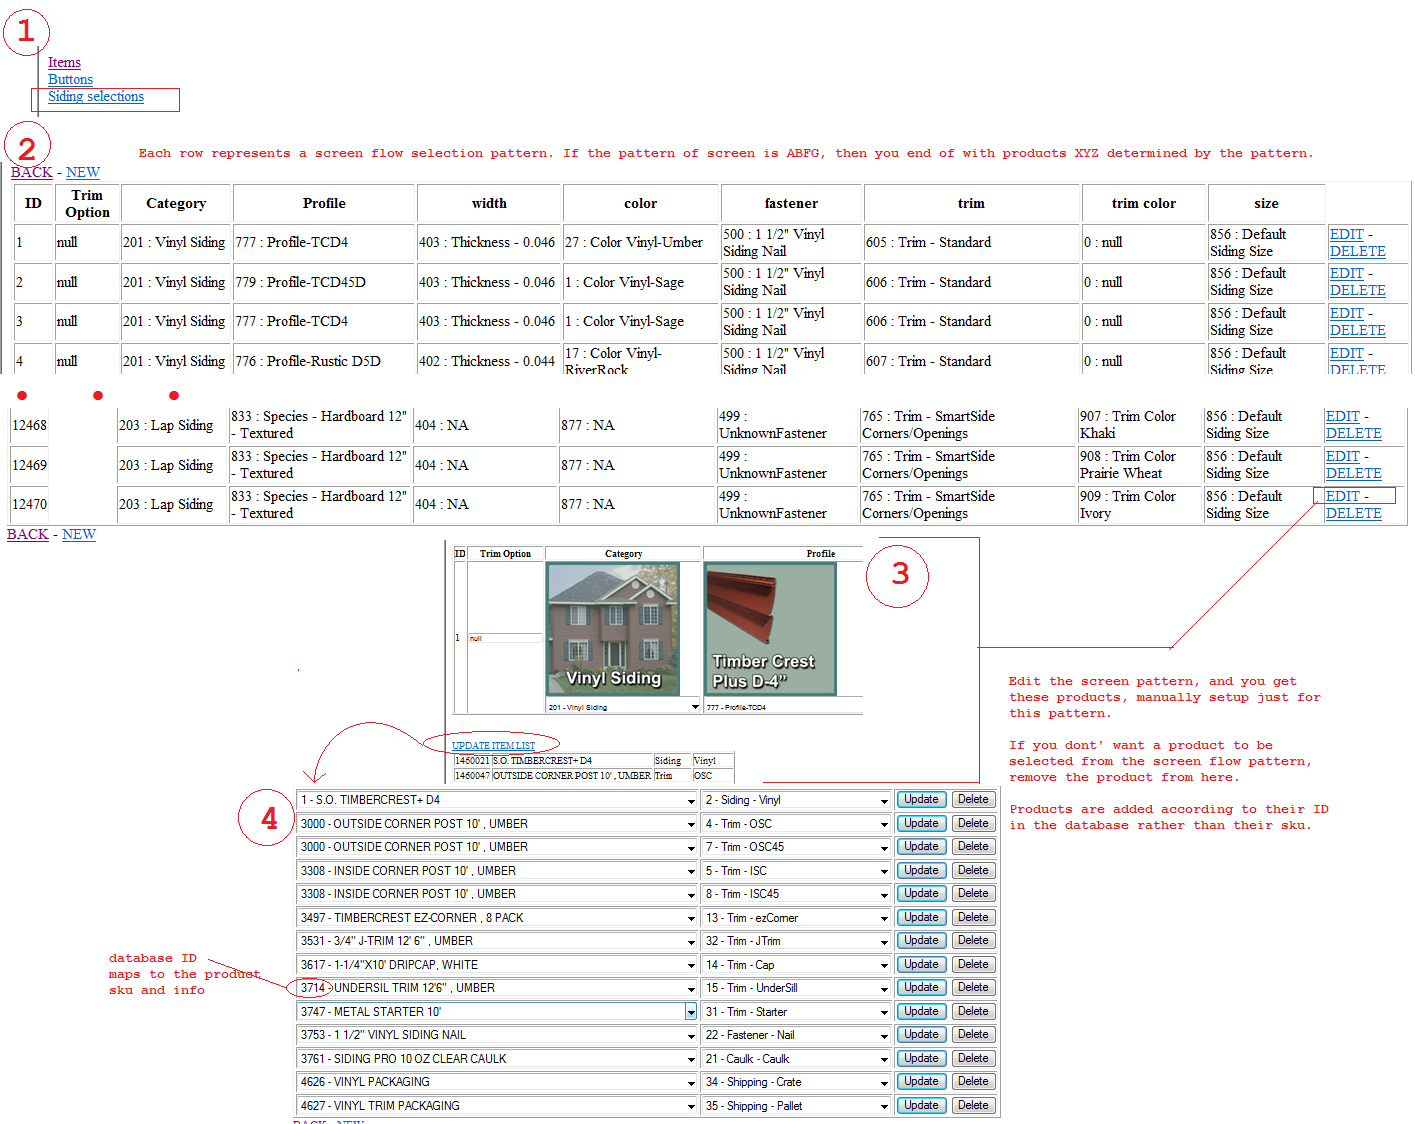 1
Items
Buttons
Siding selections
2
Each row represents a screen flow selection pattern. If the pattern of screen is ABFG, then you end of with products XYZ determined by the pattern.
BACK - NEW
ID Trim Option Category Profile width color fastener trim trim color size
1 null 201 : Vinyl Siding 777 : Profile-TCD4 403 : Thickness - 0.046 27 : Color Vinyl-Umber 500 : 1 1/2" Vinyl Siding Nail 605 : Trim - Standard 0 : null 856 : Default Siding Size EDIT - DELETE
2 null 201 : Vinyl Siding 779 : Profile-TCD45D 403 : Thickness - 0.046 1 : Color Vinyl-Sage 500 : 1 1/2" Vinyl Siding Nail 606 : Trim - Standard 0 : null 856 : Default Siding Size EDIT - DELETE
3 null 201 : Vinyl Siding 777 : Profile-TCD4 403 : Thickness - 0.046 1 : Color Vinyl-Sage 500 : 1 1/2" Vinyl Siding Nail 606 : Trim - Standard 0 : null 856 : Default Siding Size EDIT - DELETE
4 null 201 : Vinyl Siding 776 : Profile-Rustic D5D 402 : Thickness - 0.044 17 : Color Vinyl-RiverRock 500 : 1 1/2" Vinyl Siding Nail 607 : Trim - Standard 0 : null 856 : Default Siding Size EDIT - DELETE
12468 203 : Lap Siding 833 : Species - Hardboard 12" - Textured 404 : NA 877 : NA 499 : UnknownFastener 765 : Trim - SmartSide Corners/Openings 907 : Trim Color Khaki 856 : Default Siding Size EDIT - DELETE
12469 203 : Lap Siding 833 : Species - Hardboard 12" - Textured 404 : NA 877 : NA 499 : UnknownFastener 765 : Trim - SmartSide Corners/Openings 908 : Trim Color Prairie Wheat 856 : Default Siding Size EDIT - DELETE
12470 203 : Lap Siding 833 : Species - Hardboard 12" - Textured 404 : NA 877 : NA 499 : UnknownFastener 765 : Trim - SmartSide Corners/Openings 909 : Trim Color Ivory 856 : Default Siding Size EDIT - DELETE
BACK - NEW
3
ID Trim Option Category Profile
1 null
Vinyl Siding
Timber Crest
Plus D-4"
201 - Vinyl Siding 777 - Profile-TCD4
UPDATE ITEM LIST
1460021 S.O. TIMBERCREST+ D4 Siding Vinyl
1460047 OUTSIDE CORNER POST 10' , UMBER Trim OSC
Edit the screen pattern, and you get
these products, manually setup just for
this pattern.
If you dont' want a product to be
selected from the screen flow pattern,
remove the product from here.
Products are added according to their ID
in the database rather than their sku.
4
1 - S.O. TIMBERCREST+ D4 2 - Siding - Vinyl Update Delete
3000 - OUTSIDE CORNER POST 10' , UMBER 4 - Trim - OSC Update Delete
3000 - OUTSIDE CORNER POST 10' , UMBER 7 - Trim - OSC45 Update Delete
3308 - INSIDE CORNER POST 10' , UMBER 5 - Trim - ISC Update Delete
3308 - INSIDE CORNER POST 10' , UMBER 8 - Trim - ISC45 Update Delete
3497 - TIMBERCREST EZ-CORNER , 8 PACK 13 - Trim - ezCorner Update Delete
3531 - 3/4" J-TRIM 12' 6" , UMBER 32 - Trim - JTrim Update Delete
3617 - 1-1/4"X10' DRIPCAP, WHITE 14 - Trim - Cap Update Delete
3714 - UNDERSIL TRIM 12'6" , UMBER 15 - Trim - UnderSill Update Delete
3747 - METAL STARTER 10' 31 - Trim - Starter Update Delete
3753 - 1 1/2" VINYL SIDING NAIL 22 - Fastener - Nail Update Delete
3761 - SIDING PRO 10 OZ CLEAR CAULK 21 - Caulk - Caulk Update Delete
4626 - VINYL PACKAGING 34 - Shipping - Crate Update Delete
4627 - VINYL TRIM PACKAGING 35 - Shipping - Pallet Update Delete
database ID
maps to the product
sku and info
BACK - NEW